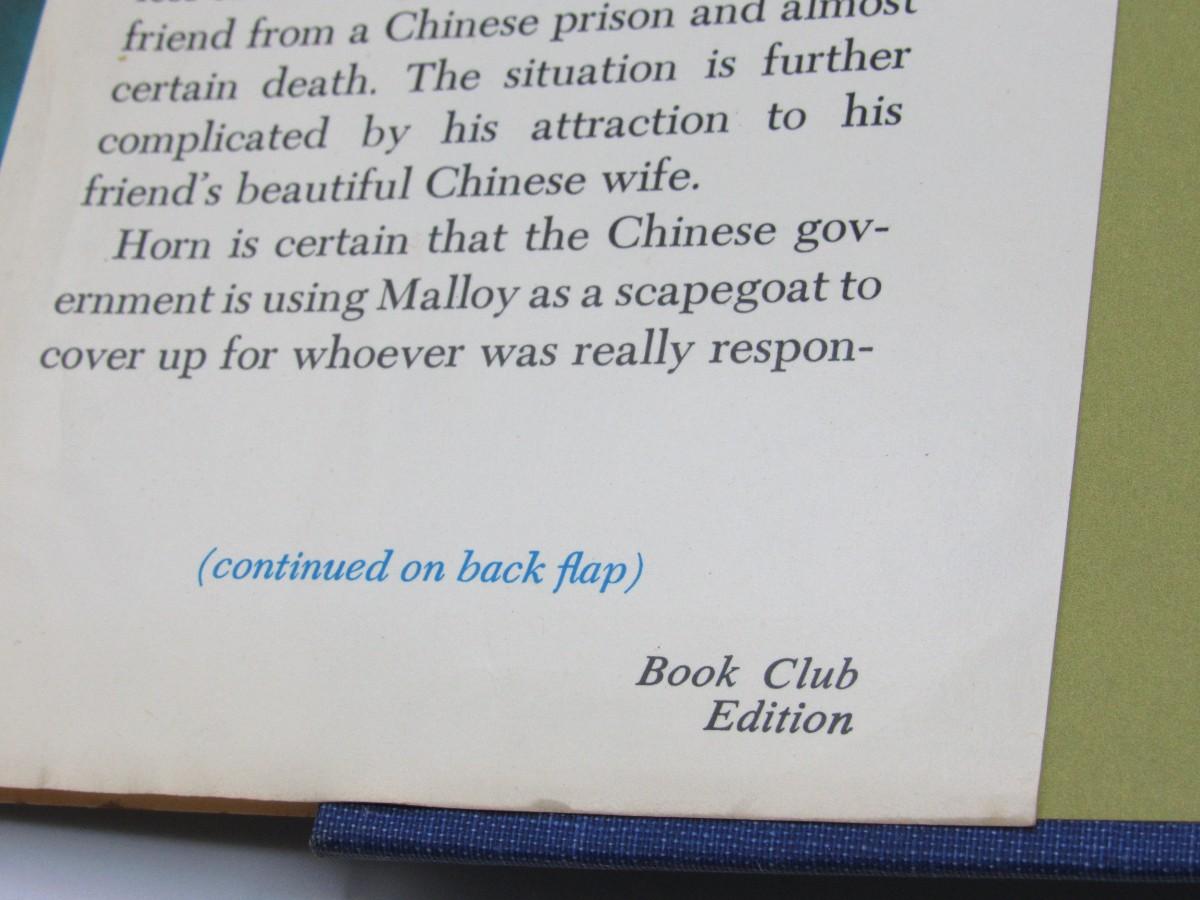 friend from a Chinese prison and almost
certain death. The situation is further
complicated by his attraction to his
friend's beautiful Chinese wife.
Horn is certain that the Chinese gov-
ernment is using Malloy as a scapegoat to
cover up for whoever was really respon-
(continued on back flap)
Book Club
Edition